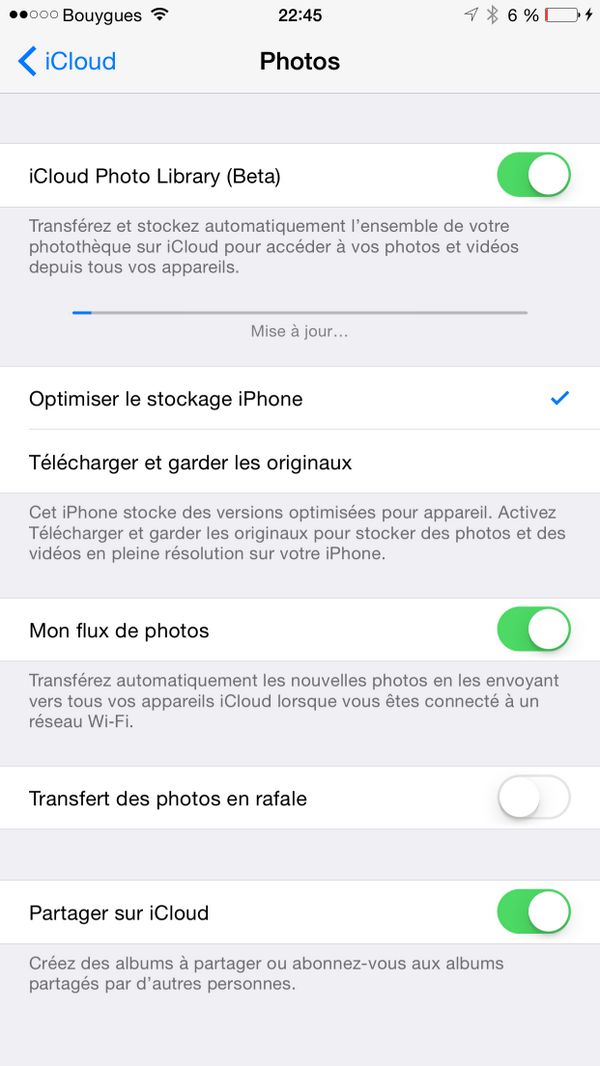 Bouygues 22:45 6 %
iCloud Photos
iCloud Photo Library (Beta)
Transférez et stockez automatiquement l’ensemble de votre
photothèque sur iCloud pour accéder à vos photos et vidéos
depuis tous vos appareils.
Mise à jour…
Optimiser le stockage iPhone
Télécharger et garder les originaux
Cet iPhone stocke des versions optimisées pour appareil. Activez
Télécharger et garder les originaux pour stocker des photos et des
vidéos en pleine résolution sur votre iPhone.
Mon flux de photos
Transférez automatiquement les nouvelles photos en les envoyant
vers tous vos appareils iCloud lorsque vous êtes connecté à un
réseau Wi-Fi.
Transfert des photos en rafale
Partager sur iCloud
Créez des albums à partager ou abonnez-vous aux albums
partagés par d’autres personnes.